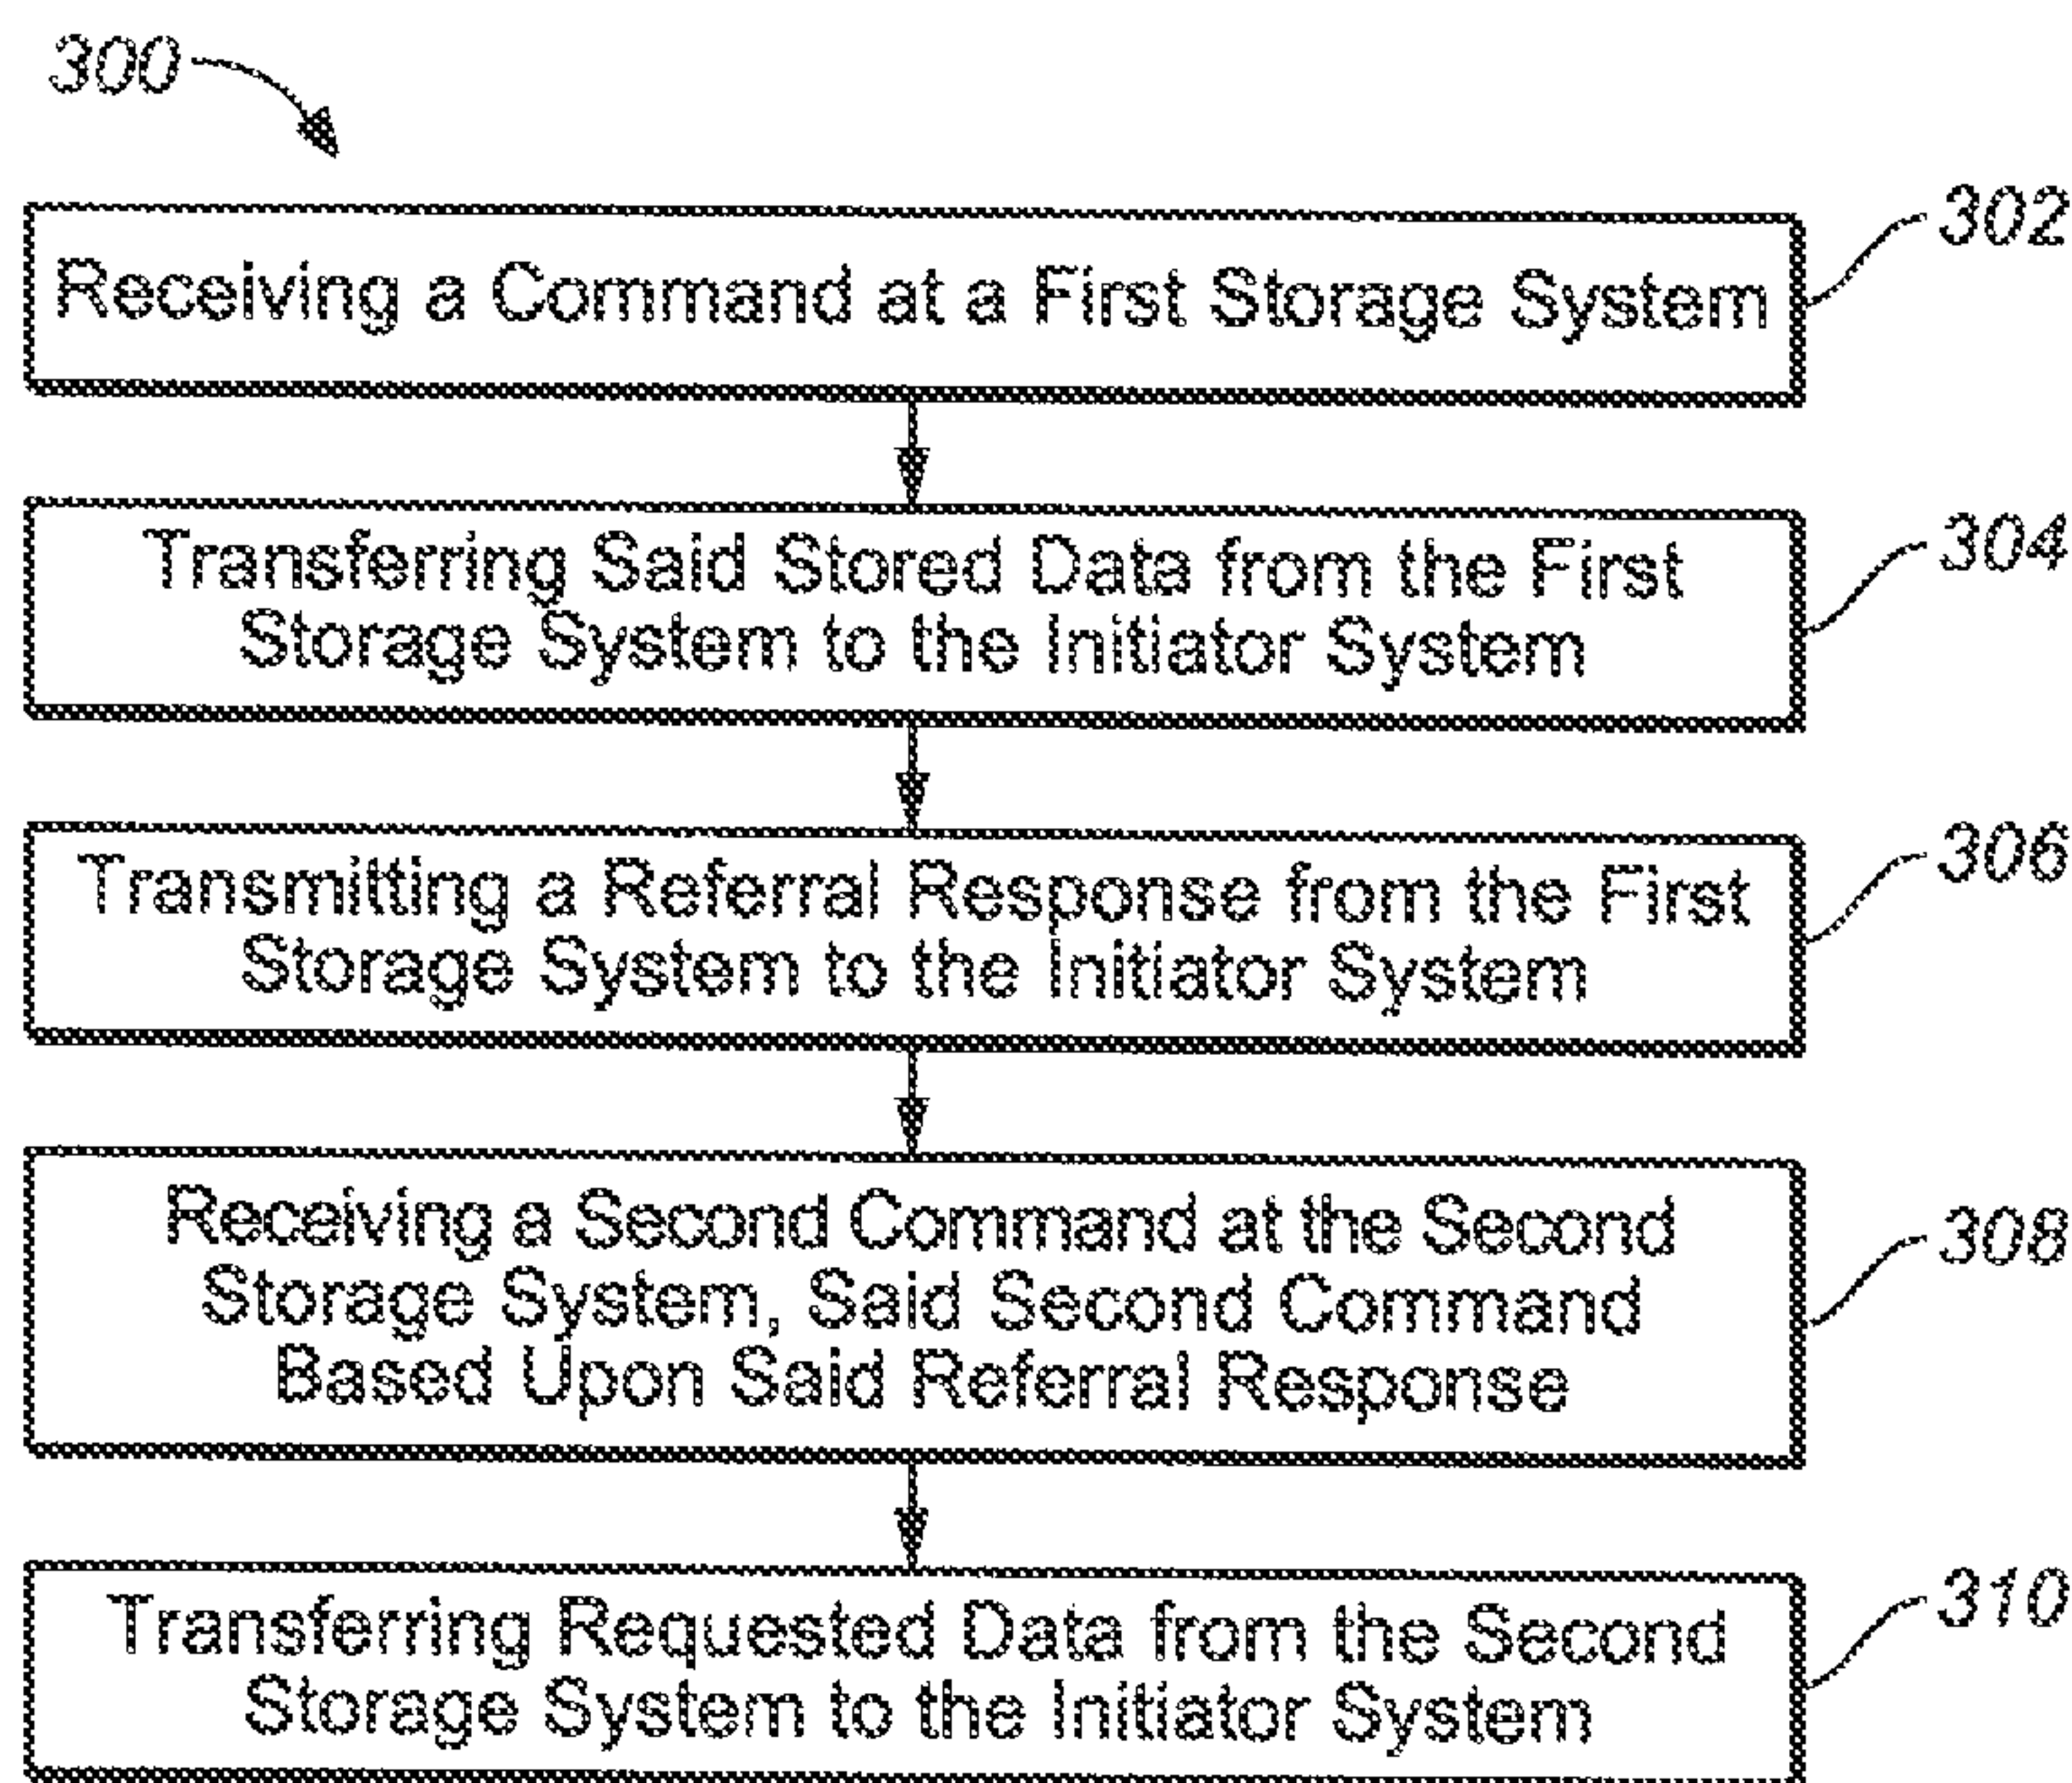 300
302
Receiving a Command at a First Storage System
304
Transferring Said Stored Data from the First
Storage System to the Initiator System
306
Transmitting a Referral Response from the First
Storage System to the Initiator System
308
Receiving a Second Command at the Second
Storage System, Said Second Command
Based Upon Said Referral Response
310
Transferring Requested Data from the Second
Storage System to the Initiator System